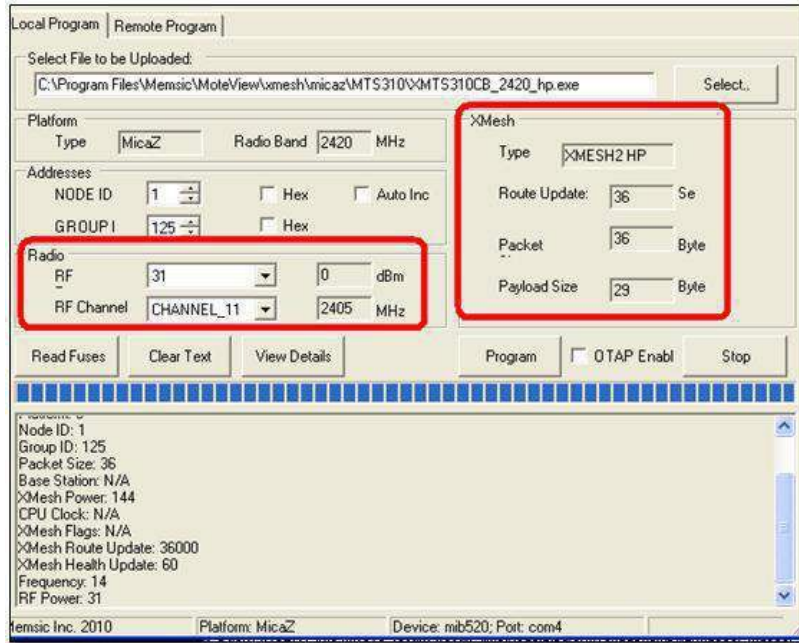 Local Program Remote Program
Select File to be Uploaded:
C:\Program Files\Memsic\MoteView\xmesh\micaz\MTS310\XMTS310CB_2420_hp.exe Select..
Platform
Type MicaZ Radio Band 2420 MHz
Addresses
NODE ID 1 Hex Auto Inc
GROUP I 125 Hex
Radio
RF 31 0 dBm
RF Channel CHANNEL_11 2405 MHz
XMesh
Type XMESH2 HP
Route Update: 36 Se
Packet 36 Byte
Payload Size 29 Byte
Read Fuses Clear Text View Details Program OTAP Enabl Stop
Node ID: 1
Group ID: 125
Packet Size: 36
Base Station: N/A
XMesh Power: 144
CPU Clock: N/A
XMesh Flags: N/A
XMesh Route Update: 36000
XMesh Health Update: 60
Frequency: 14
RF Power: 31
Memsic Inc. 2010 Platform: MicaZ Device: mib520; Port: com4